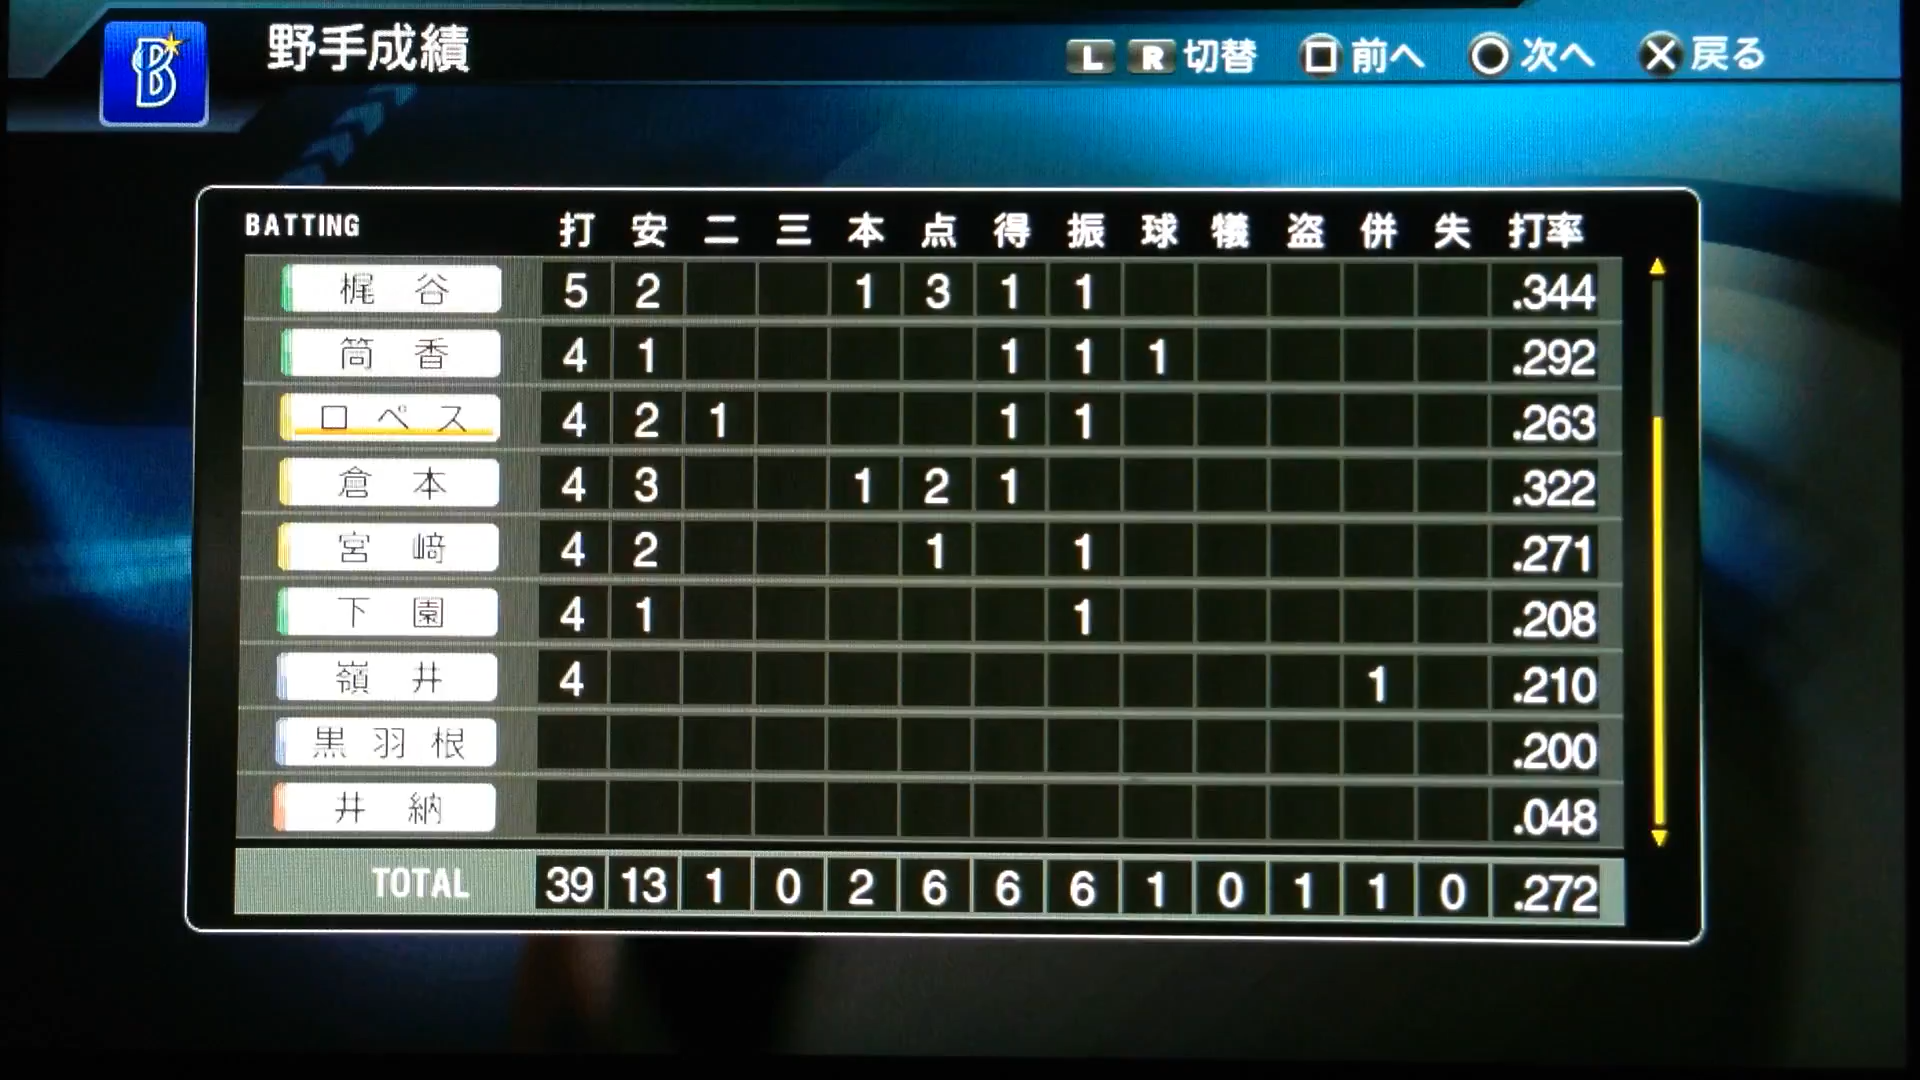 B 野手成績 L R 切替 □ 前へ ○ 次へ × 戻る
BATTING 打 安 二 三 本 点 得 振 球 犠 盗 併 失 打率
梶谷 5 2 1 3 1 1 .344
筒香 4 1 1 1 1 .292
ロペス 4 2 1 1 1 .263
倉本 4 3 1 2 1 .322
宮﨑 4 2 1 1 .271
下園 4 1 1 .208
嶺井 4 1 .210
黒羽根 .200
井納 .048
TOTAL 39 13 1 0 2 6 6 6 1 0 1 1 0 .272